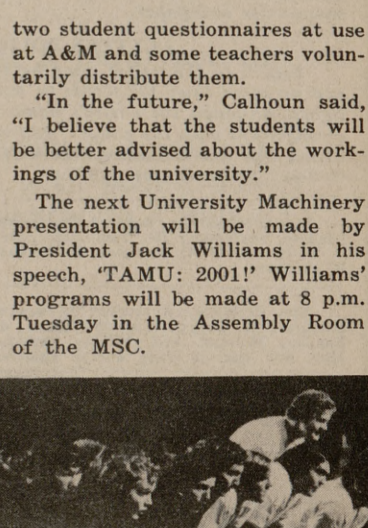 two student questionnaires at use
at A&M and some teachers volun-
tarily distribute them.
"In the future," Calhoun said,
"I believe that the students will
be better advised about the work-
ings of the university."
The next University Machinery
presentation will be made by
President Jack Williams in his
speech, 'TAMU: 2001!' Williams'
programs will be made at 8 p.m.
Tuesday in the Assembly Room
of the MSC.